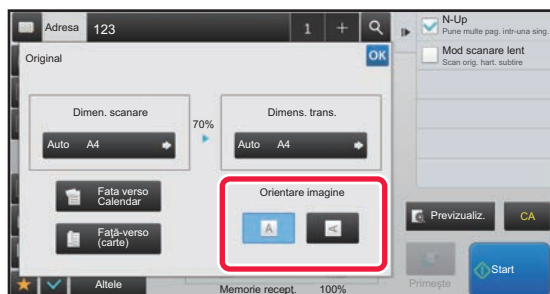 Adresa
123
1
+
N-Up
Pune multe pag. intr-una sing.
Mod scanare lent
Scan orig. hart. subtire
Original
OK
Dimen. scanare
Auto A4
70%
Dimens. trans.
Auto A4
Fata verso
Calendar
Față-verso
(carte)
Orientare imagine
A
A
Previzualiz.
CA
Altele
Memorie recept. 100%
Primește
Start